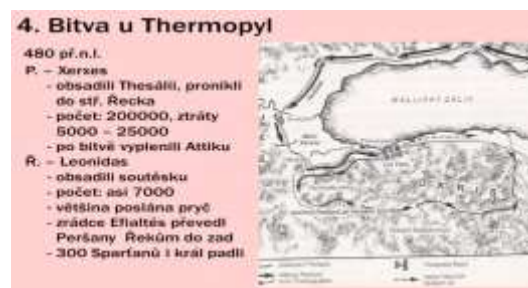 4. Bitva u Thermopyl
480 př.n.l.
P. – Xerxes
- obsadili Thesálii, pronikli
do stř. Řecka
- počet: 200000, ztráty
5000 – 25000
- po bitvě vyplenili Attiku
Ř. – Leonidas
- obsadili soutěsku
- počet: asi 7000
- většina poslána pryč
- zrádce Efialtés převedl
Peršany Řekům do zad
- 300 Sparťanů i král padli
MALIJSKÝ ZÁLIV